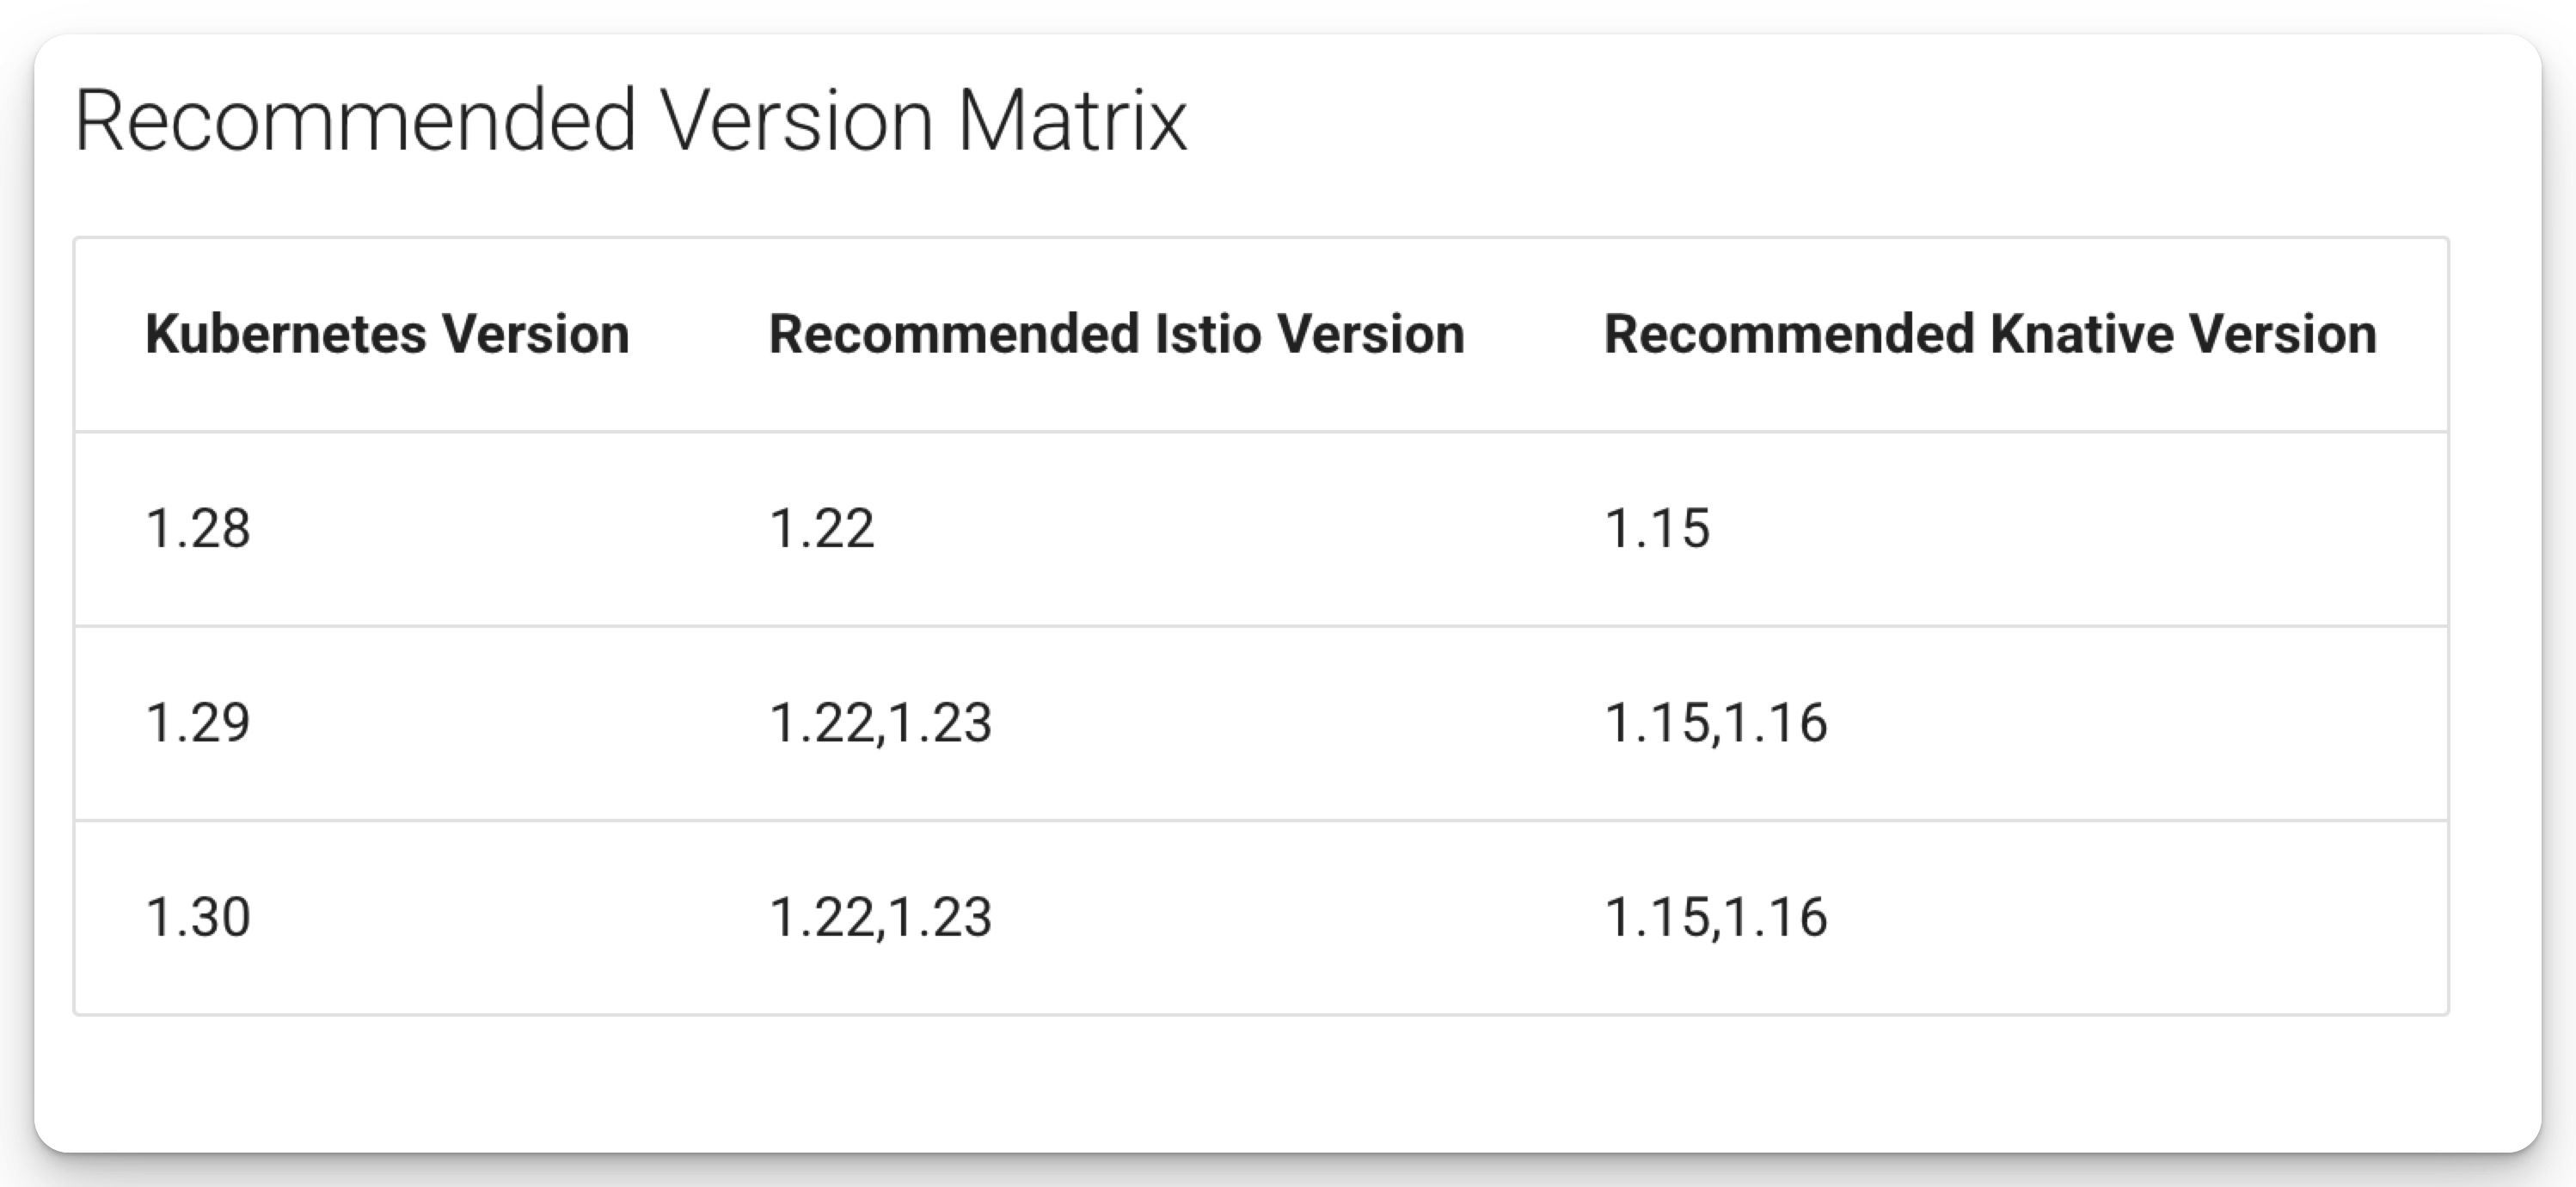 Recommended Version Matrix
Kubernetes Version Recommended Istio Version Recommended Knative Version
1.28 1.22 1.15
1.29 1.22,1.23 1.15,1.16
1.30 1.22,1.23 1.15,1.16